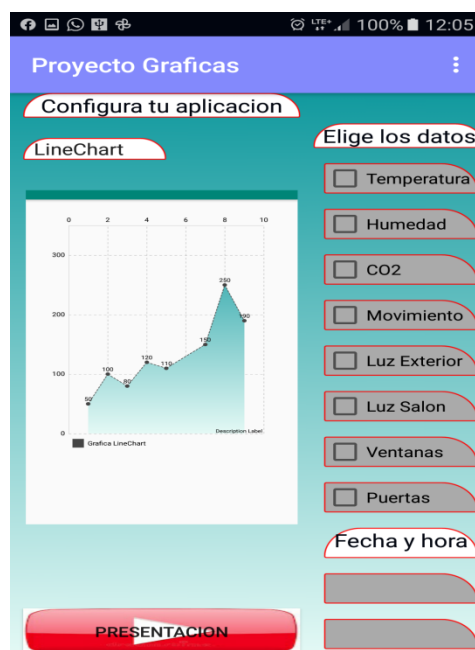 LTE+ 100% 12:05
Proyecto Graficas
Configura tu aplicacion
LineChart
0 2 4 6 8 10
300
200
100
0
50
100
80
120
110
150
250
190
Description Label
Grafica LineChart
PRESENTACION
Elige los datos
Temperatura
Humedad
CO2
Movimiento
Luz Exterior
Luz Salon
Ventanas
Puertas
Fecha y hora